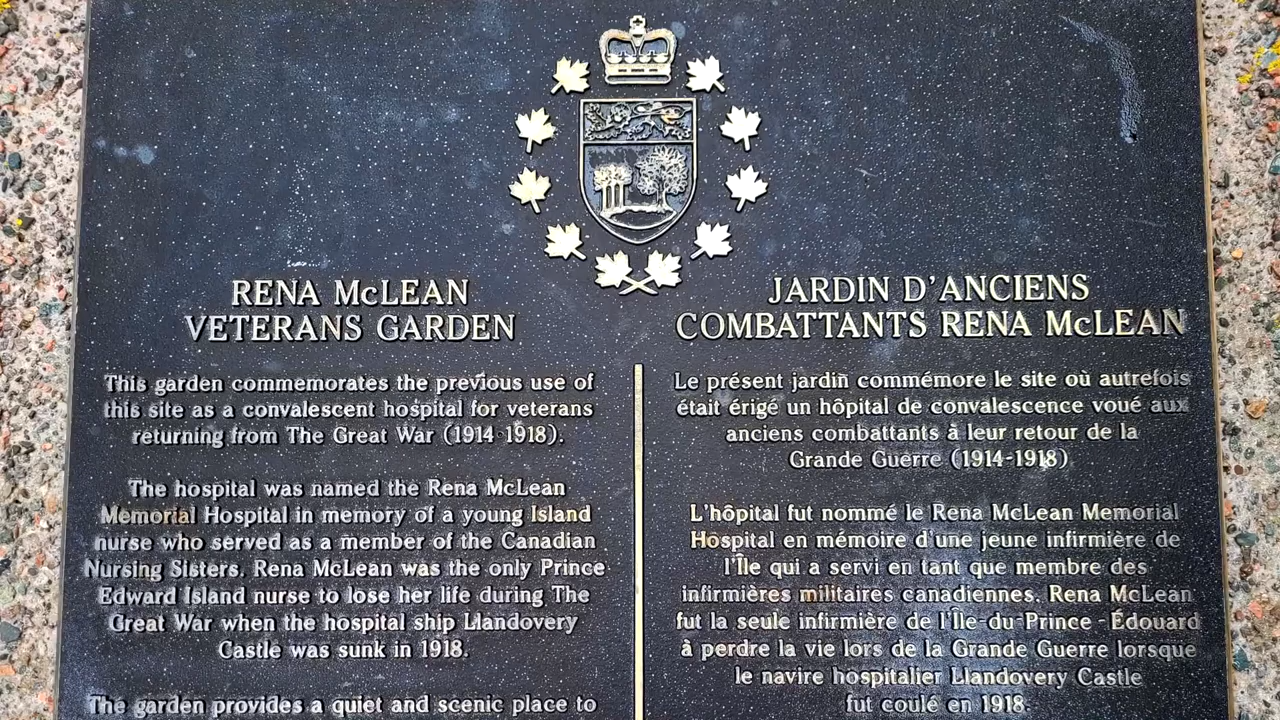 RENA McLEAN
VETERANS GARDEN
This garden commemorates the previous use of
this site as a convalescent hospital for veterans
returning from The Great War (1914-1918).
The hospital was named the Rena McLean
Memorial Hospital in memory of a young Island
nurse who served as a member of the Canadian
Nursing Sisters. Rena McLean was the only Prince
Edward Island nurse to lose her life during The
Great War when the hospital ship Llandovery
Castle was sunk in 1918.
The garden provides a quiet and scenic place to
JARDIN D'ANCIENS
COMBATTANTS RENA McLEAN
Le présent jardin commémore le site où autrefois
était érigé un hôpital de convalescence voué aux
anciens combattants à leur retour de la
Grande Guerre (1914-1918)
L'hôpital fut nommé le Rena McLean Memorial
Hospital en mémoire d'une jeune infirmière de
l'Île qui a servi en tant que membre des
infirmières militaires canadiennes. Rena McLean
fut la seule infirmière de l'Île-du-Prince-Édouard
à perdre la vie lors de la Grande Guerre lorsque
le navire hospitalier Llandovery Castle
fut coulé en 1918.